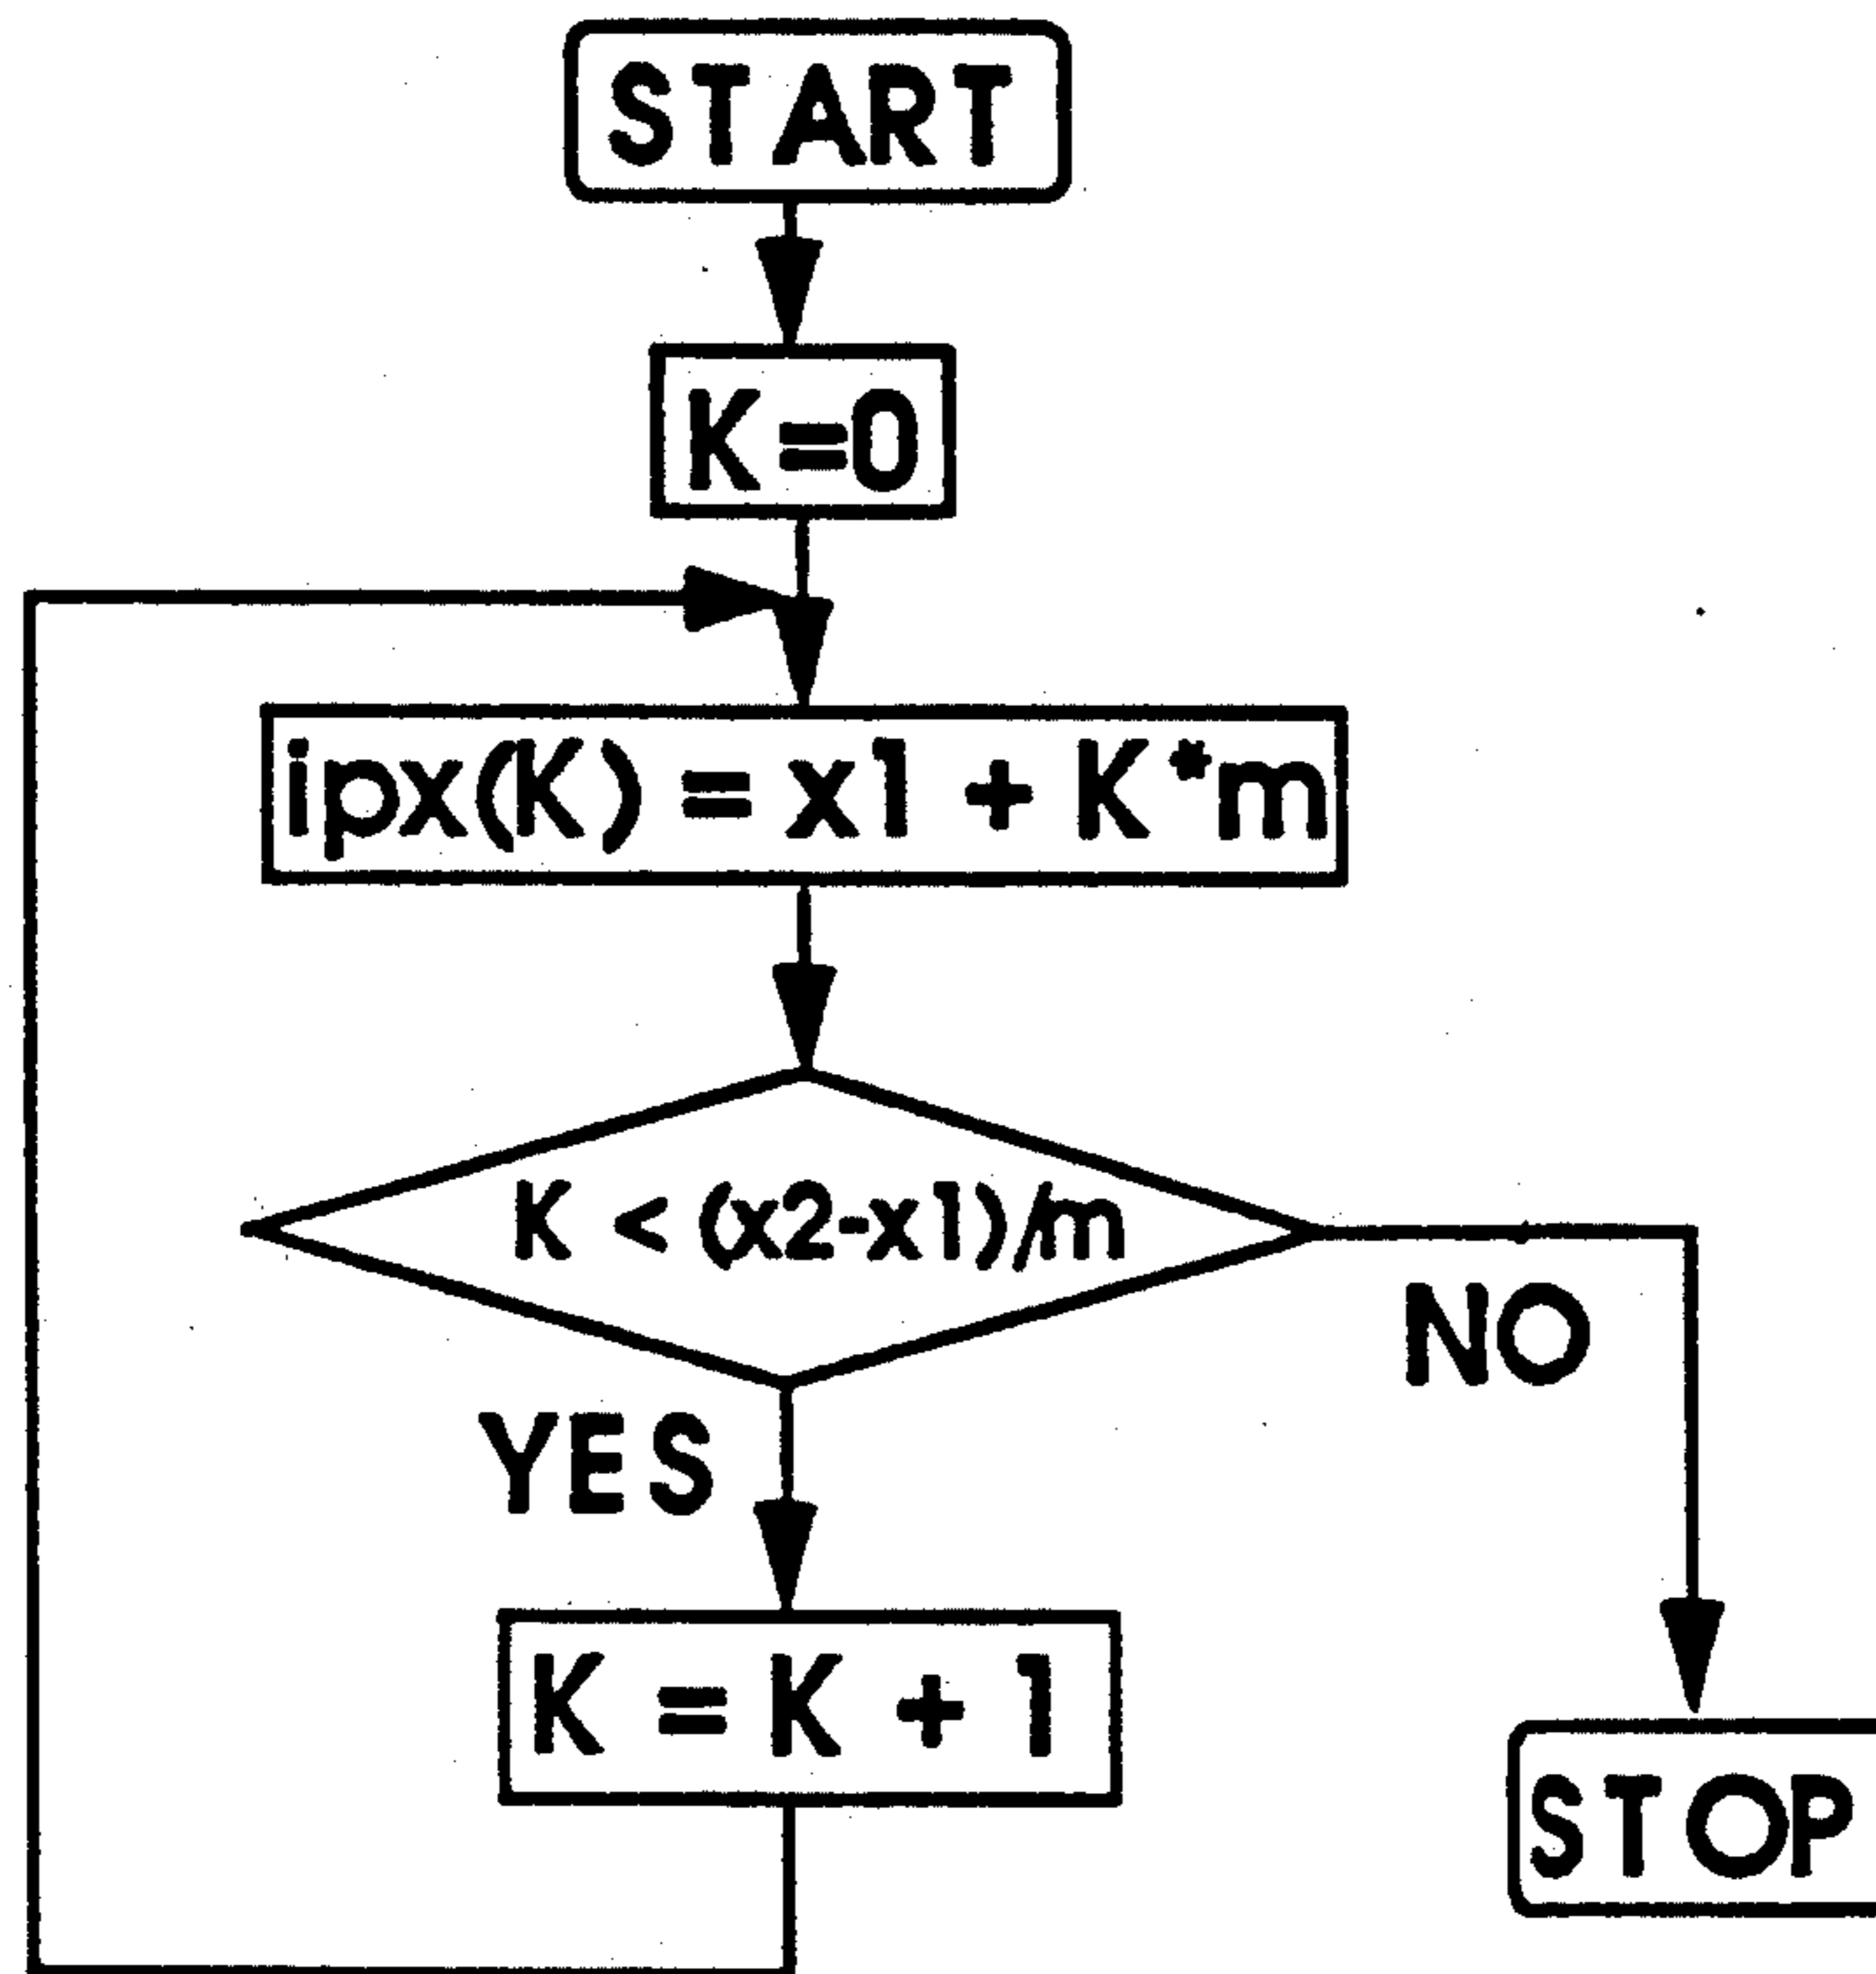 START
K=0
ipx(K) = x1 + K*m
K < (x2-x1)/m
NO
YES
K = K + 1
STOP